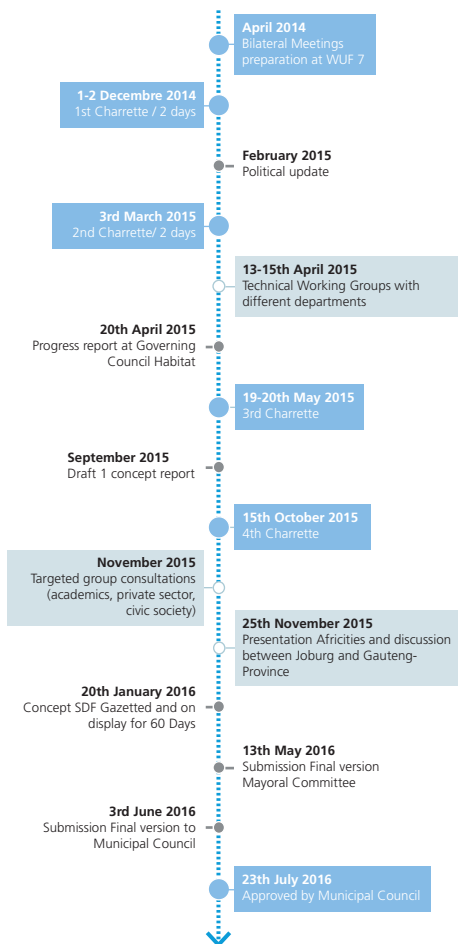 April 2014
Bilateral Meetings
preparation at WUF 7
1-2 Decembre 2014
1st Charrette / 2 days
February 2015
Political update
3rd March 2015
2nd Charrette/ 2 days
13-15th April 2015
Technical Working Groups with
different departments
20th April 2015
Progress report at Governing
Council Habitat
19-20th May 2015
3rd Charrette
September 2015
Draft 1 concept report
15th October 2015
4th Charrette
November 2015
Targeted group consultations
(academics, private sector,
civic society)
25th November 2015
Presentation Africities and discussion
between Joburg and Gauteng-
Province
20th January 2016
Concept SDF Gazetted and on
display for 60 Days
13th May 2016
Submission Final version
Mayoral Committee
3rd June 2016
Submission Final version to
Municipal Council
23th July 2016
Approved by Municipal Council